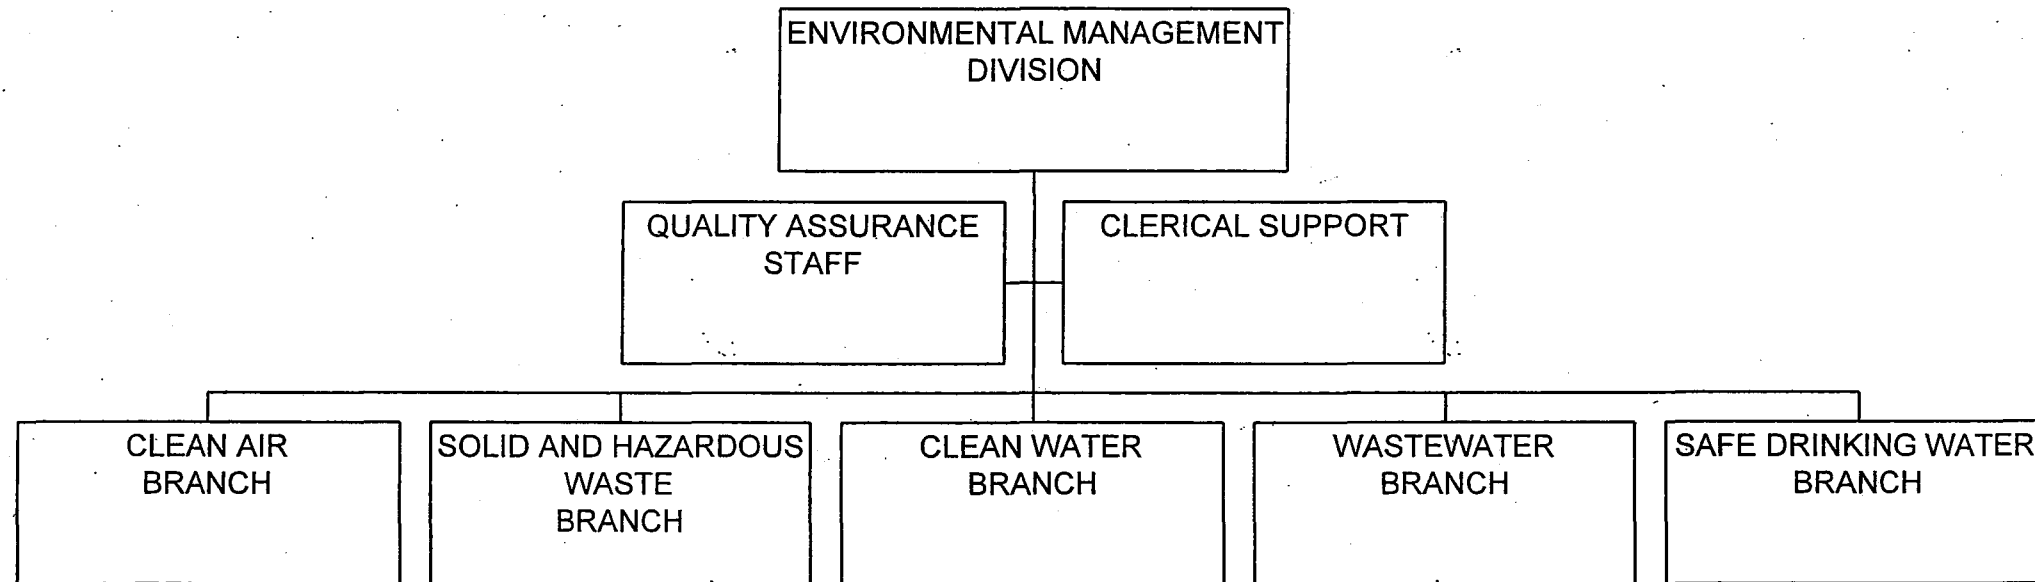 ENVIRONMENTAL MANAGEMENT
DIVISION
QUALITY ASSURANCE
STAFF
CLERICAL SUPPORT
CLEAN AIR
BRANCH
SOLID AND HAZARDOUS
WASTE
BRANCH
CLEAN WATER
BRANCH
WASTEWATER
BRANCH
SAFE DRINKING WATER
BRANCH